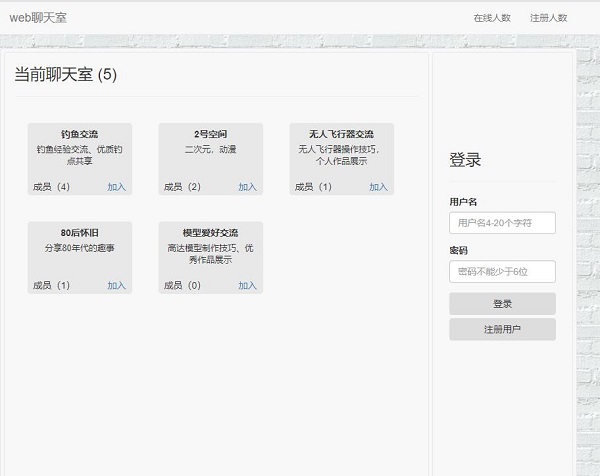 web聊天室
在线人数 注册人数
当前聊天室 (5)
钓鱼交流
钓鱼经验交流、优质钓
点共享
成员（4） 加入
2号空间
二次元，动漫
成员（2） 加入
无人飞行器交流
无人飞行器操作技巧，
个人作品展示
成员（1） 加入
80后怀旧
分享80年代的趣事
成员（1） 加入
模型爱好交流
高达模型制作技巧、优
秀作品展示
成员（0） 加入
登录
用户名
用户名4-20个字符
密码
密码不能少于6位
登录
注册用户